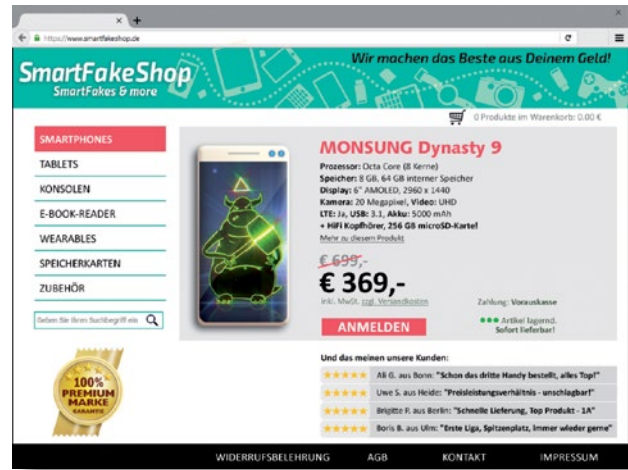 https://www.smartfakeshop.de
SmartFakeShop
SmartFakes & more
Wir machen das Beste aus Deinem Geld!
0 Produkte im Warenkorb: 0.00 €
SMARTPHONES
TABLETS
KONSOLEN
E-BOOK-READER
WEARABLES
SPEICHERKARTEN
ZUBEHÖR
Geben Sie Ihren Suchbegriff ein
100%
PREMIUM
MARKE
GARANTIE
MONSUNG Dynasty 9
Prozessor: Octa Core (8 Kerne)
Speicher: 8 GB, 64 GB interner Speicher
Display: 6" AMOLED, 2960 x 1440
Kamera: 20 Megapixel, Video: UHD
LTE: Ja, USB: 3.1, Akku: 5000 mAh
+ HiFi Kopfhörer, 256 GB microSD-Karte!
Mehr zu diesem Produkt
€ 699,-
€ 369,-
inkl. MwSt. zzgl. Versandkosten
Zahlung: Vorauskasse
ANMELDEN
Artikel lagernd.
Sofort lieferbar!
Und das meinen unsere Kunden:
Ali G. aus Bonn: "Schon das dritte Handy bestellt, alles Top!"
Uwe S. aus Heide: "Preisleistungsverhältnis - unschlagbar!"
Brigitte P. aus Berlin: "Schnelle Lieferung, Top Produkt - 1A"
Boris B. aus Ulm: "Erste Liga, Spitzenplatz, immer wieder gerne"
WIDERRUFSBELEHRUNG AGB KONTAKT IMPRESSUM